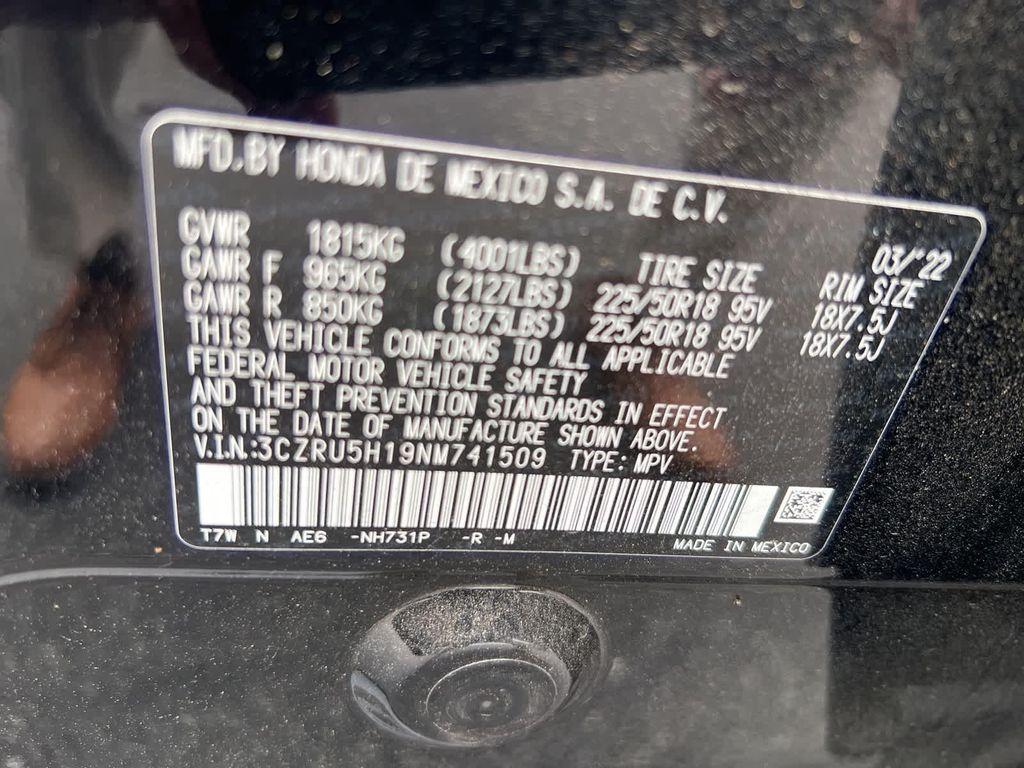 MFD.BY HONDA DE MEXICO S.A. DE C.V.
03/'22
GVWR 1815KG (4001LBS) TIRE SIZE RIM SIZE
GAWR F 965KG (2127LBS) 225/50R18 95V 18X7.5J
GAWR R 850KG (1873LBS) 225/50R18 95V 18X7.5J
THIS VEHICLE CONFORMS TO ALL APPLICABLE
FEDERAL MOTOR VEHICLE SAFETY
AND THEFT PREVENTION STANDARDS IN EFFECT
ON THE DATE OF MANUFACTURE SHOWN ABOVE.
V.I.N.:3CZRU5H19NM741509 TYPE: MPV
T7W N AE6 -NH731P -R -M MADE IN MEXICO